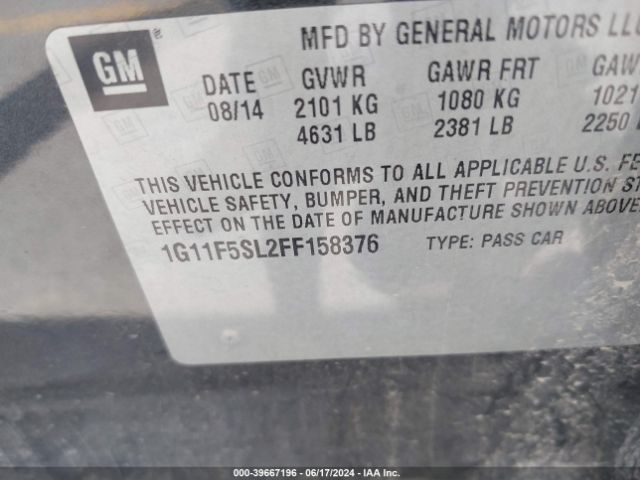 GM
MFD BY GENERAL MOTORS LLC
DATE GVWR GAWR FRT GAW
08/14 2101 KG 1080 KG 1021
4631 LB 2381 LB 2250
THIS VEHICLE CONFORMS TO ALL APPLICABLE U.S. FE
VEHICLE SAFETY, BUMPER, AND THEFT PREVENTION ST
EFFECT ON THE DATE OF MANUFACTURE SHOWN ABOVE
1G11F5SL2FF158376 TYPE: PASS CAR
000-39667196 - 06/17/2024 - IAA Inc.